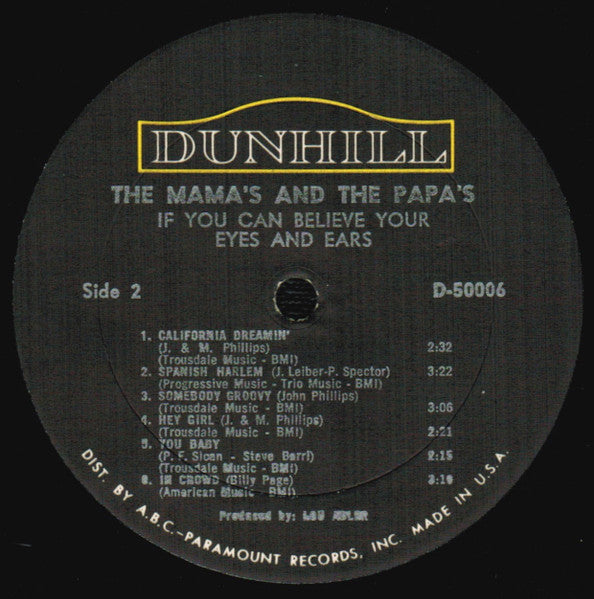 DUNHILL
THE MAMA'S AND THE PAPA'S
IF YOU CAN BELIEVE YOUR
EYES AND EARS
Side 2 D-50006
1. CALIFORNIA DREAMIN'
(J. & M. Phillips) 2:32
(Trousdale Music - BMI)
2. SPANISH HARLEM (J. Leiber-P. Spector) 3:22
(Progressive Music - Trio Music - BMI)
3. SOMEBODY GROOVY (John Phillips)
(Trousdale Music - BMI) 3:06
4. HEY GIRL (J. & M. Phillips)
(Trousdale Music - BMI) 2:21
5. YOU BABY
(P. F. Sloan - Steve Barri) 2:15
(Trousdale Music - BMI)
6. IN CROWD (Billy Page)
(American Music - BMI)
Produced by: LOU ADLER
DIST. BY A.B.C.-PARAMOUNT RECORDS, INC. MADE IN U.S.A.